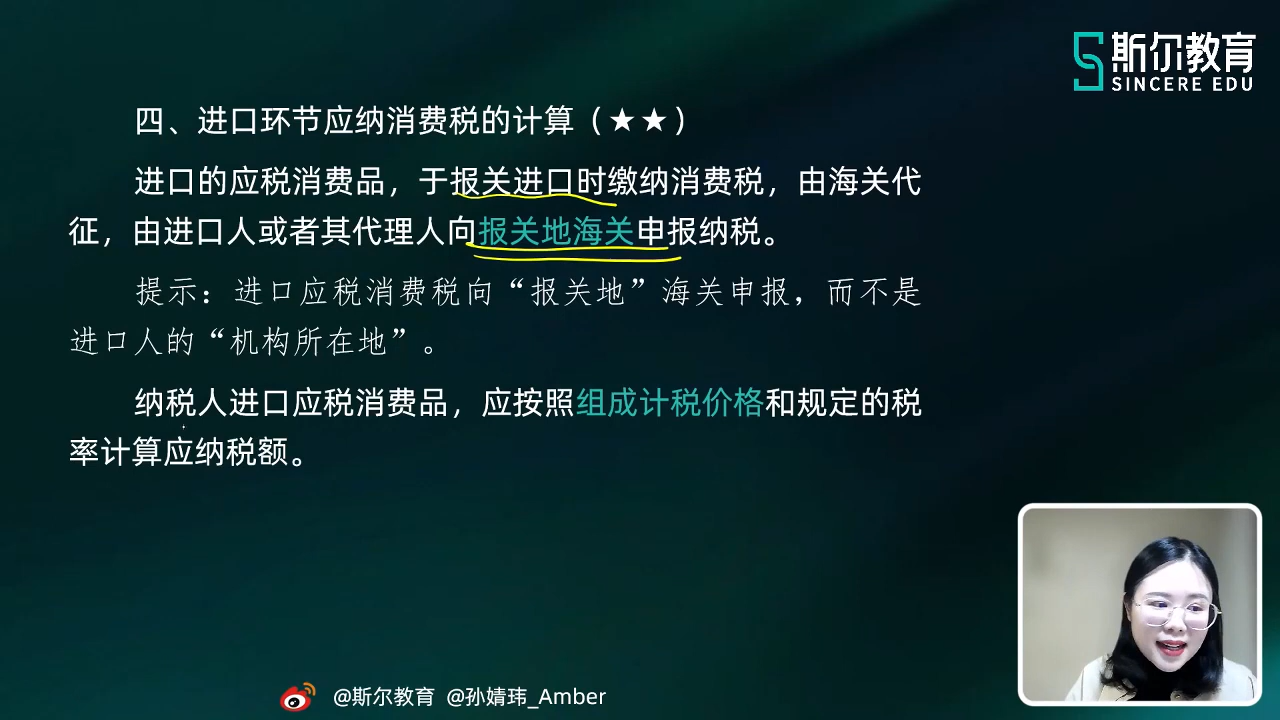 斯尔教育
SINCERE EDU
四、进口环节应纳消费税的计算（★★）
进口的应税消费品，于报关进口时缴纳消费税，由海关代
征，由进口人或者其代理人向报关地海关申报纳税。
提示：进口应税消费税向“报关地”海关申报，而不是
进口人的“机构所在地”。
纳税人进口应税消费品，应按照组成计税价格和规定的税
率计算应纳税额。
@斯尔教育 @孙婧玮_Amber